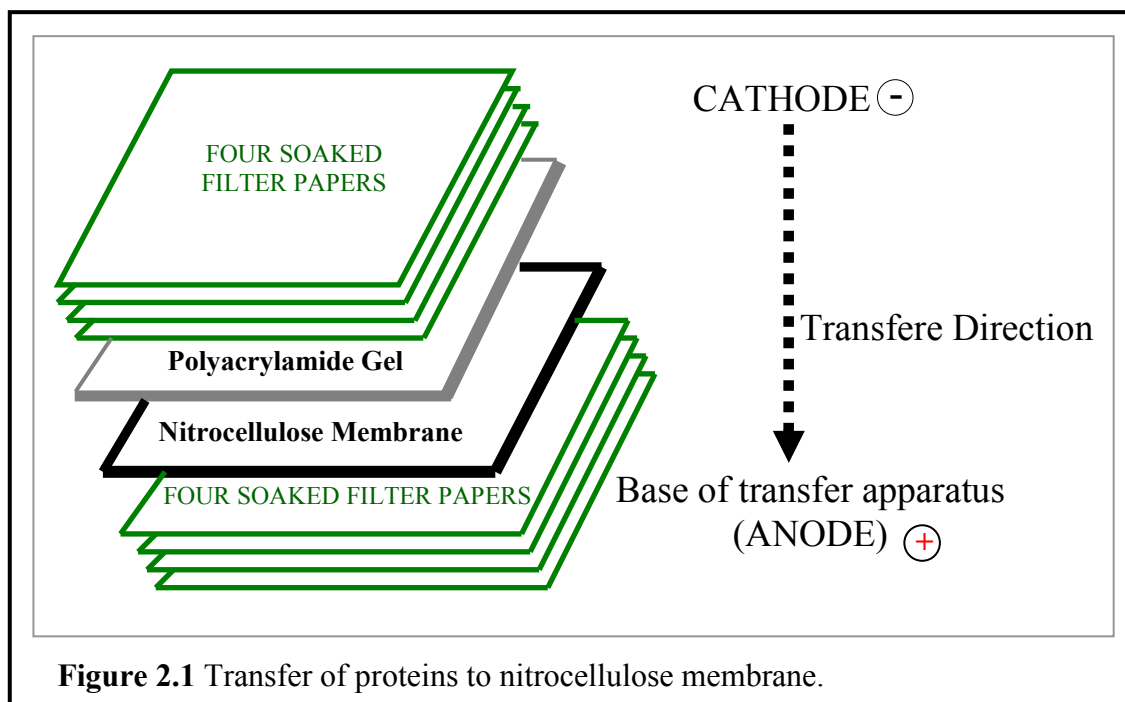 FOUR SOAKED
FILTER PAPERS
CATHODE -
Transfere Direction
Polyacrylamide Gel
Nitrocellulose Membrane
FOUR SOAKED FILTER PAPERS
Base of transfer apparatus
(ANODE) +
Figure 2.1 Transfer of proteins to nitrocellulose membrane.